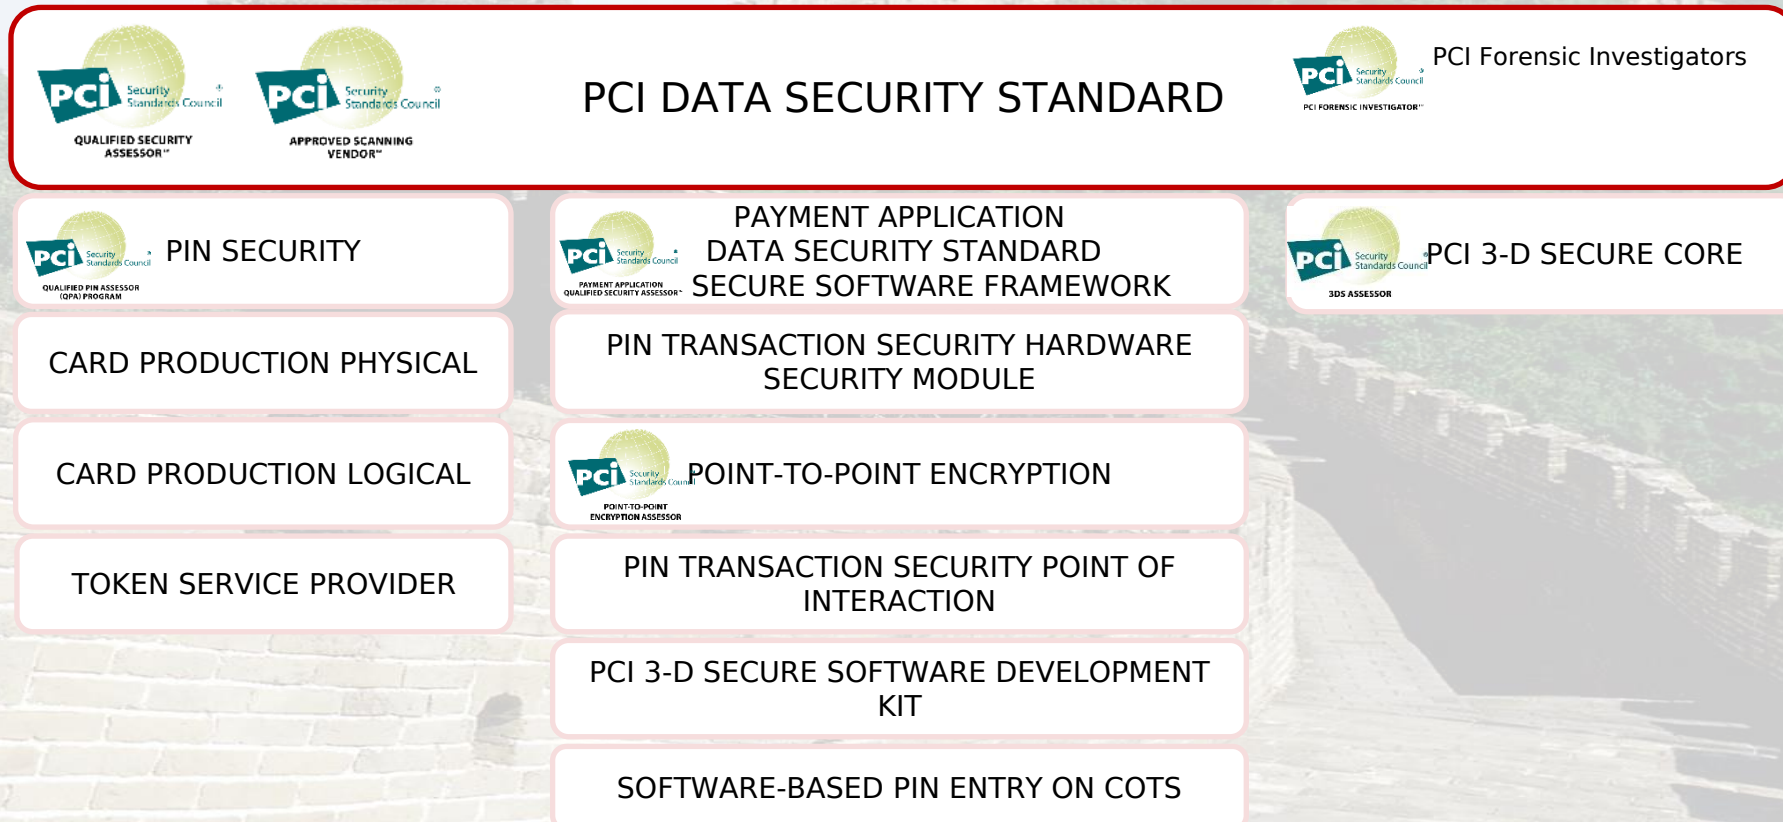 PCI Security
Standards Council
QUALIFIED SECURITY
ASSESSOR™
PCI Security ®
Standards Council
APPROVED SCANNING
VENDOR™
PCI DATA SECURITY STANDARD
PCI Security ®
Standards Council
PCI FORENSIC INVESTIGATOR™
PCI Forensic Investigators
PCI Security ®
Standards Council
QUALIFIED PIN ASSESSOR
(QPA) PROGRAM
PIN SECURITY
CARD PRODUCTION PHYSICAL
CARD PRODUCTION LOGICAL
TOKEN SERVICE PROVIDER
PCI Security ®
Standards Council
PAYMENT APPLICATION
QUALIFIED SECURITY ASSESSOR™
PAYMENT APPLICATION
DATA SECURITY STANDARD
SECURE SOFTWARE FRAMEWORK
PIN TRANSACTION SECURITY HARDWARE
SECURITY MODULE
PCI Security
Standards Council
POINT-TO-POINT
ENCRYPTION ASSESSOR
POINT-TO-POINT ENCRYPTION
PIN TRANSACTION SECURITY POINT OF
INTERACTION
PCI 3-D SECURE SOFTWARE DEVELOPMENT
KIT
SOFTWARE-BASED PIN ENTRY ON COTS
PCI Security ®
Standards Council
3DS ASSESSOR
PCI 3-D SECURE CORE